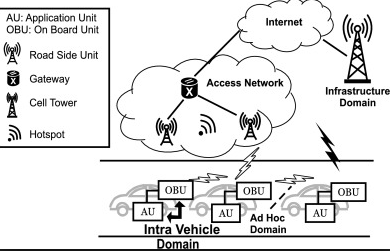 AU: Application Unit
OBU: On Board Unit
Road Side Unit
Gateway
Cell Tower
Hotspot
Internet
Access Network
X
Infrastructure
Domain
OBU
OBU
OBU
AU
AU
AU
Ad Hoc
Domain
Intra Vehicle
Domain